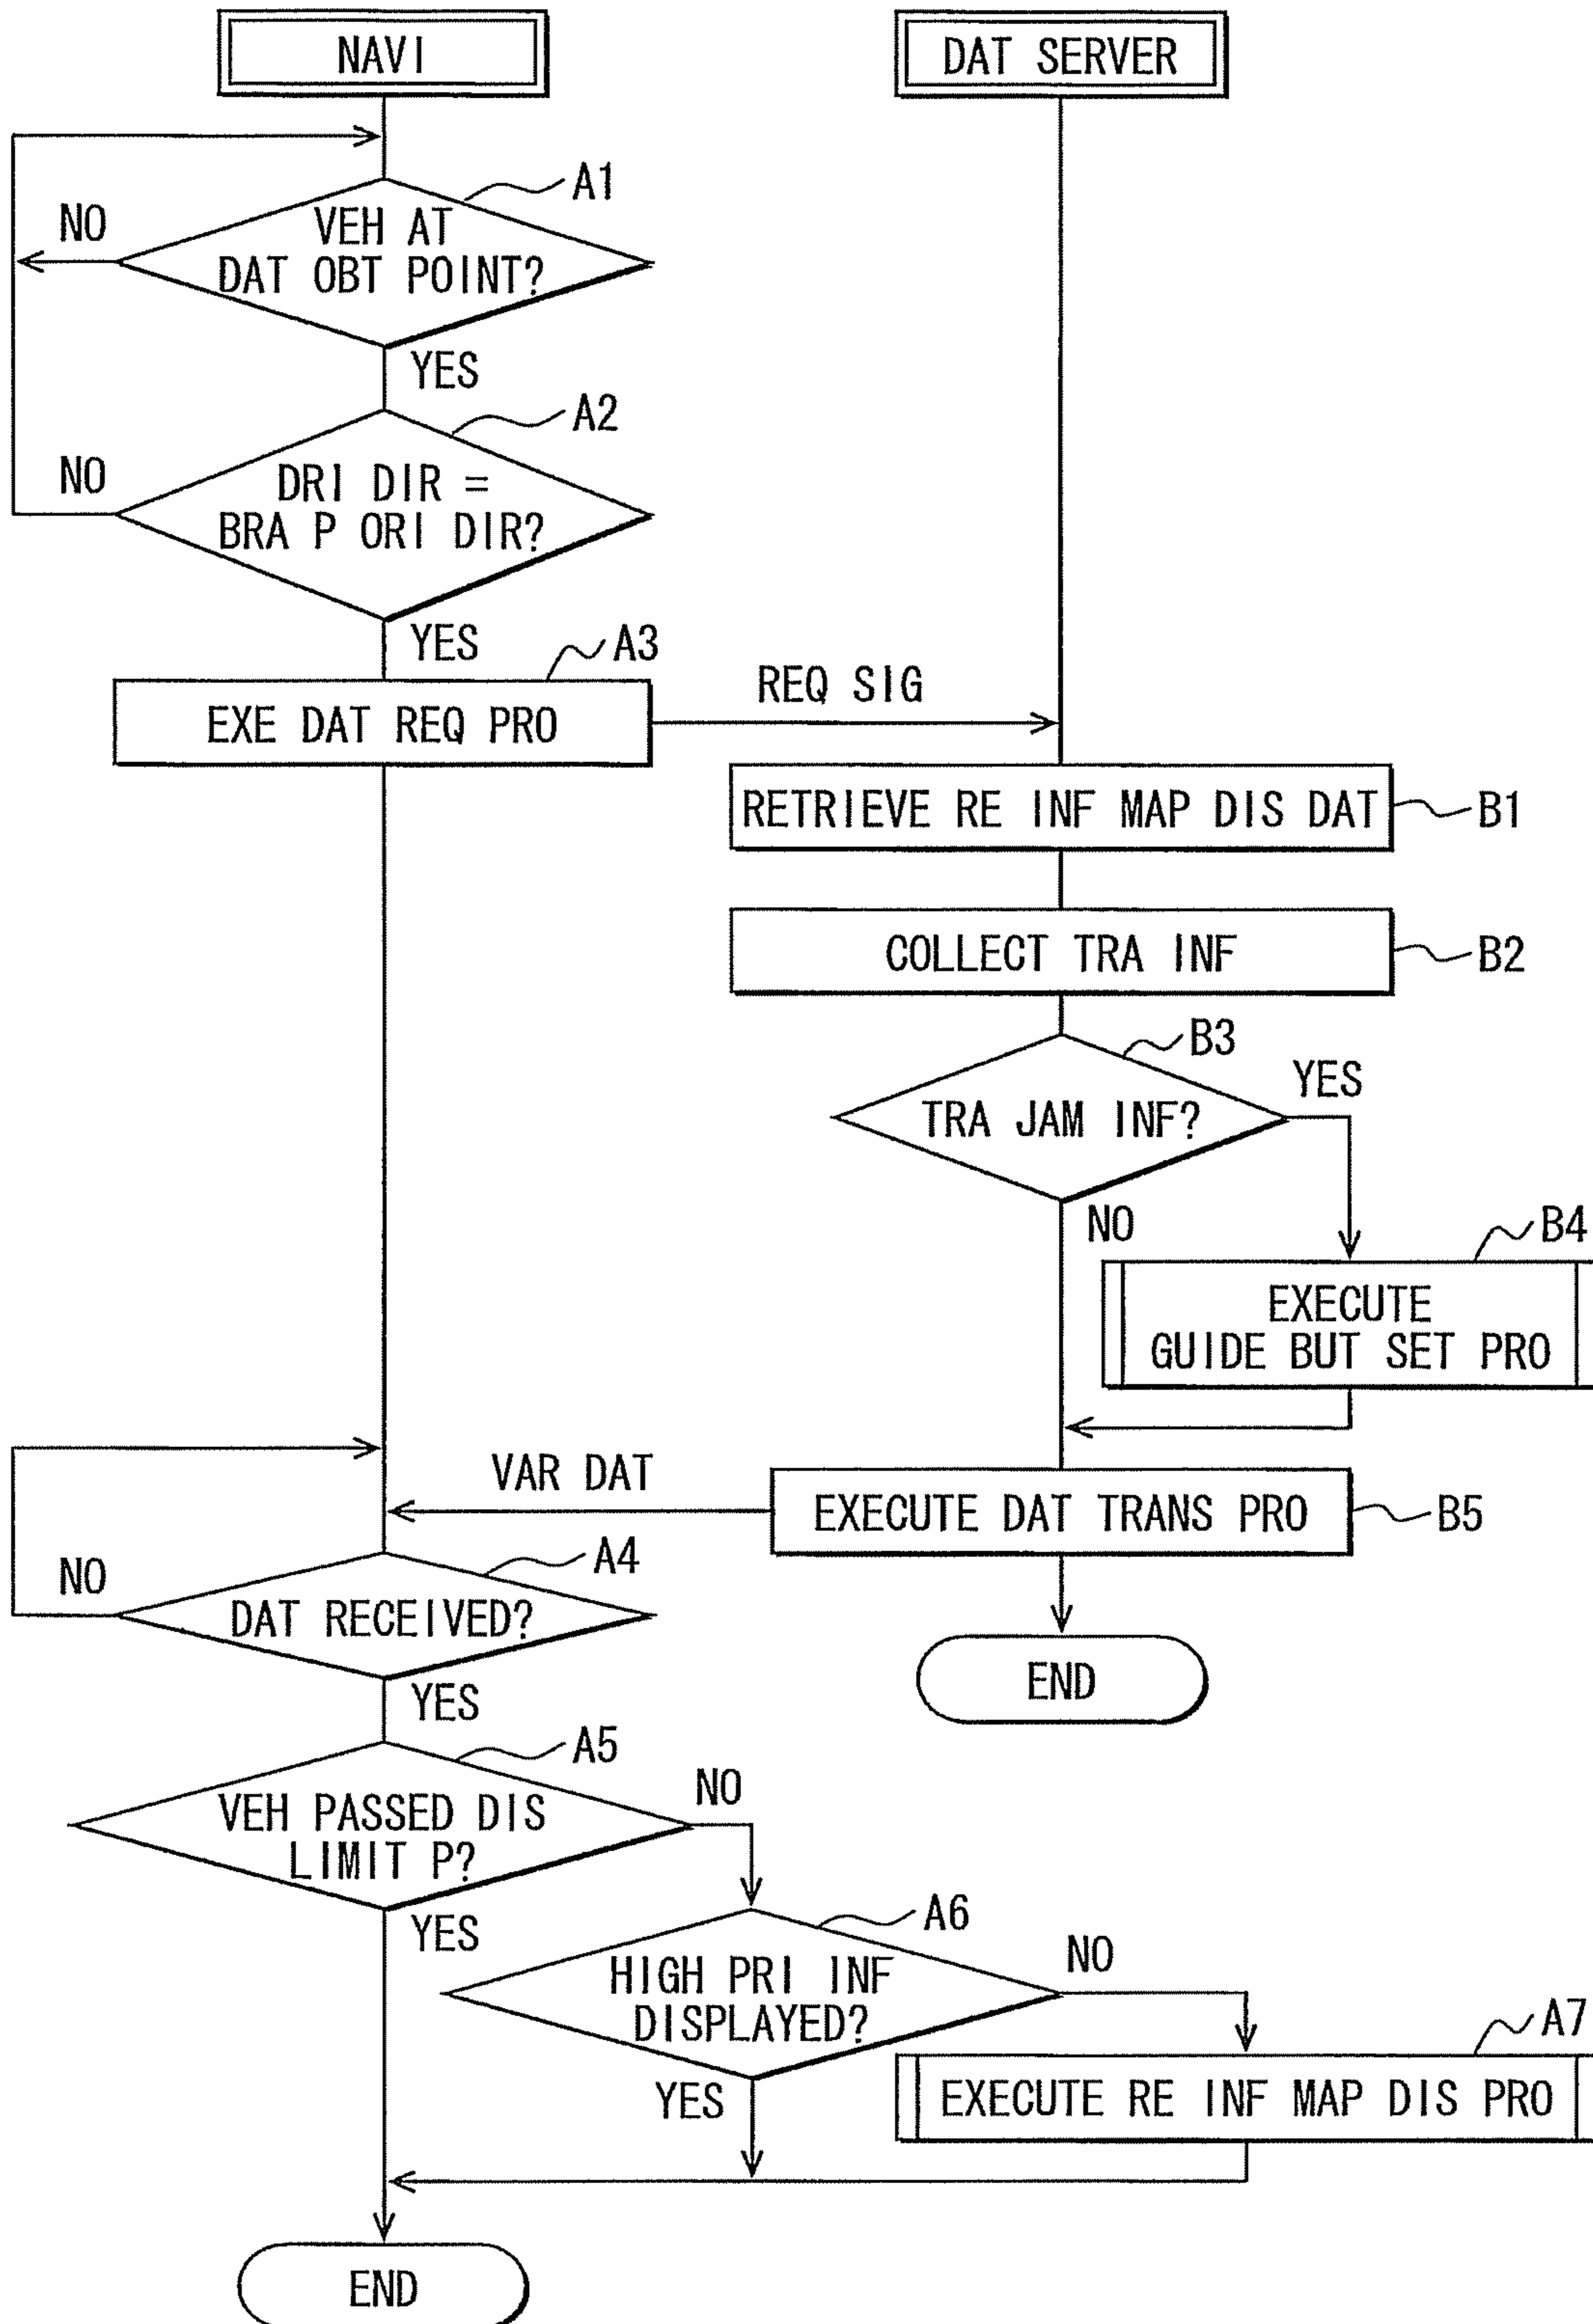 NAVI
DAT SERVER
A1
NO
VEH AT
DAT OBT POINT?
YES
A2
NO
DRI DIR =
BRA P ORI DIR?
YES
A3
EXE DAT REQ PRO
REQ SIG
RETRIEVE RE INF MAP DIS DAT
B1
COLLECT TRA INF
B2
B3
YES
TRA JAM INF?
NO
B4
EXECUTE
GUIDE BUT SET PRO
VAR DAT
EXECUTE DAT TRANS PRO
B5
A4
NO
DAT RECEIVED?
YES
END
A5
NO
VEH PASSED DIS
LIMIT P?
YES
A6
NO
HIGH PRI INF
DISPLAYED?
YES
A7
EXECUTE RE INF MAP DIS PRO
END